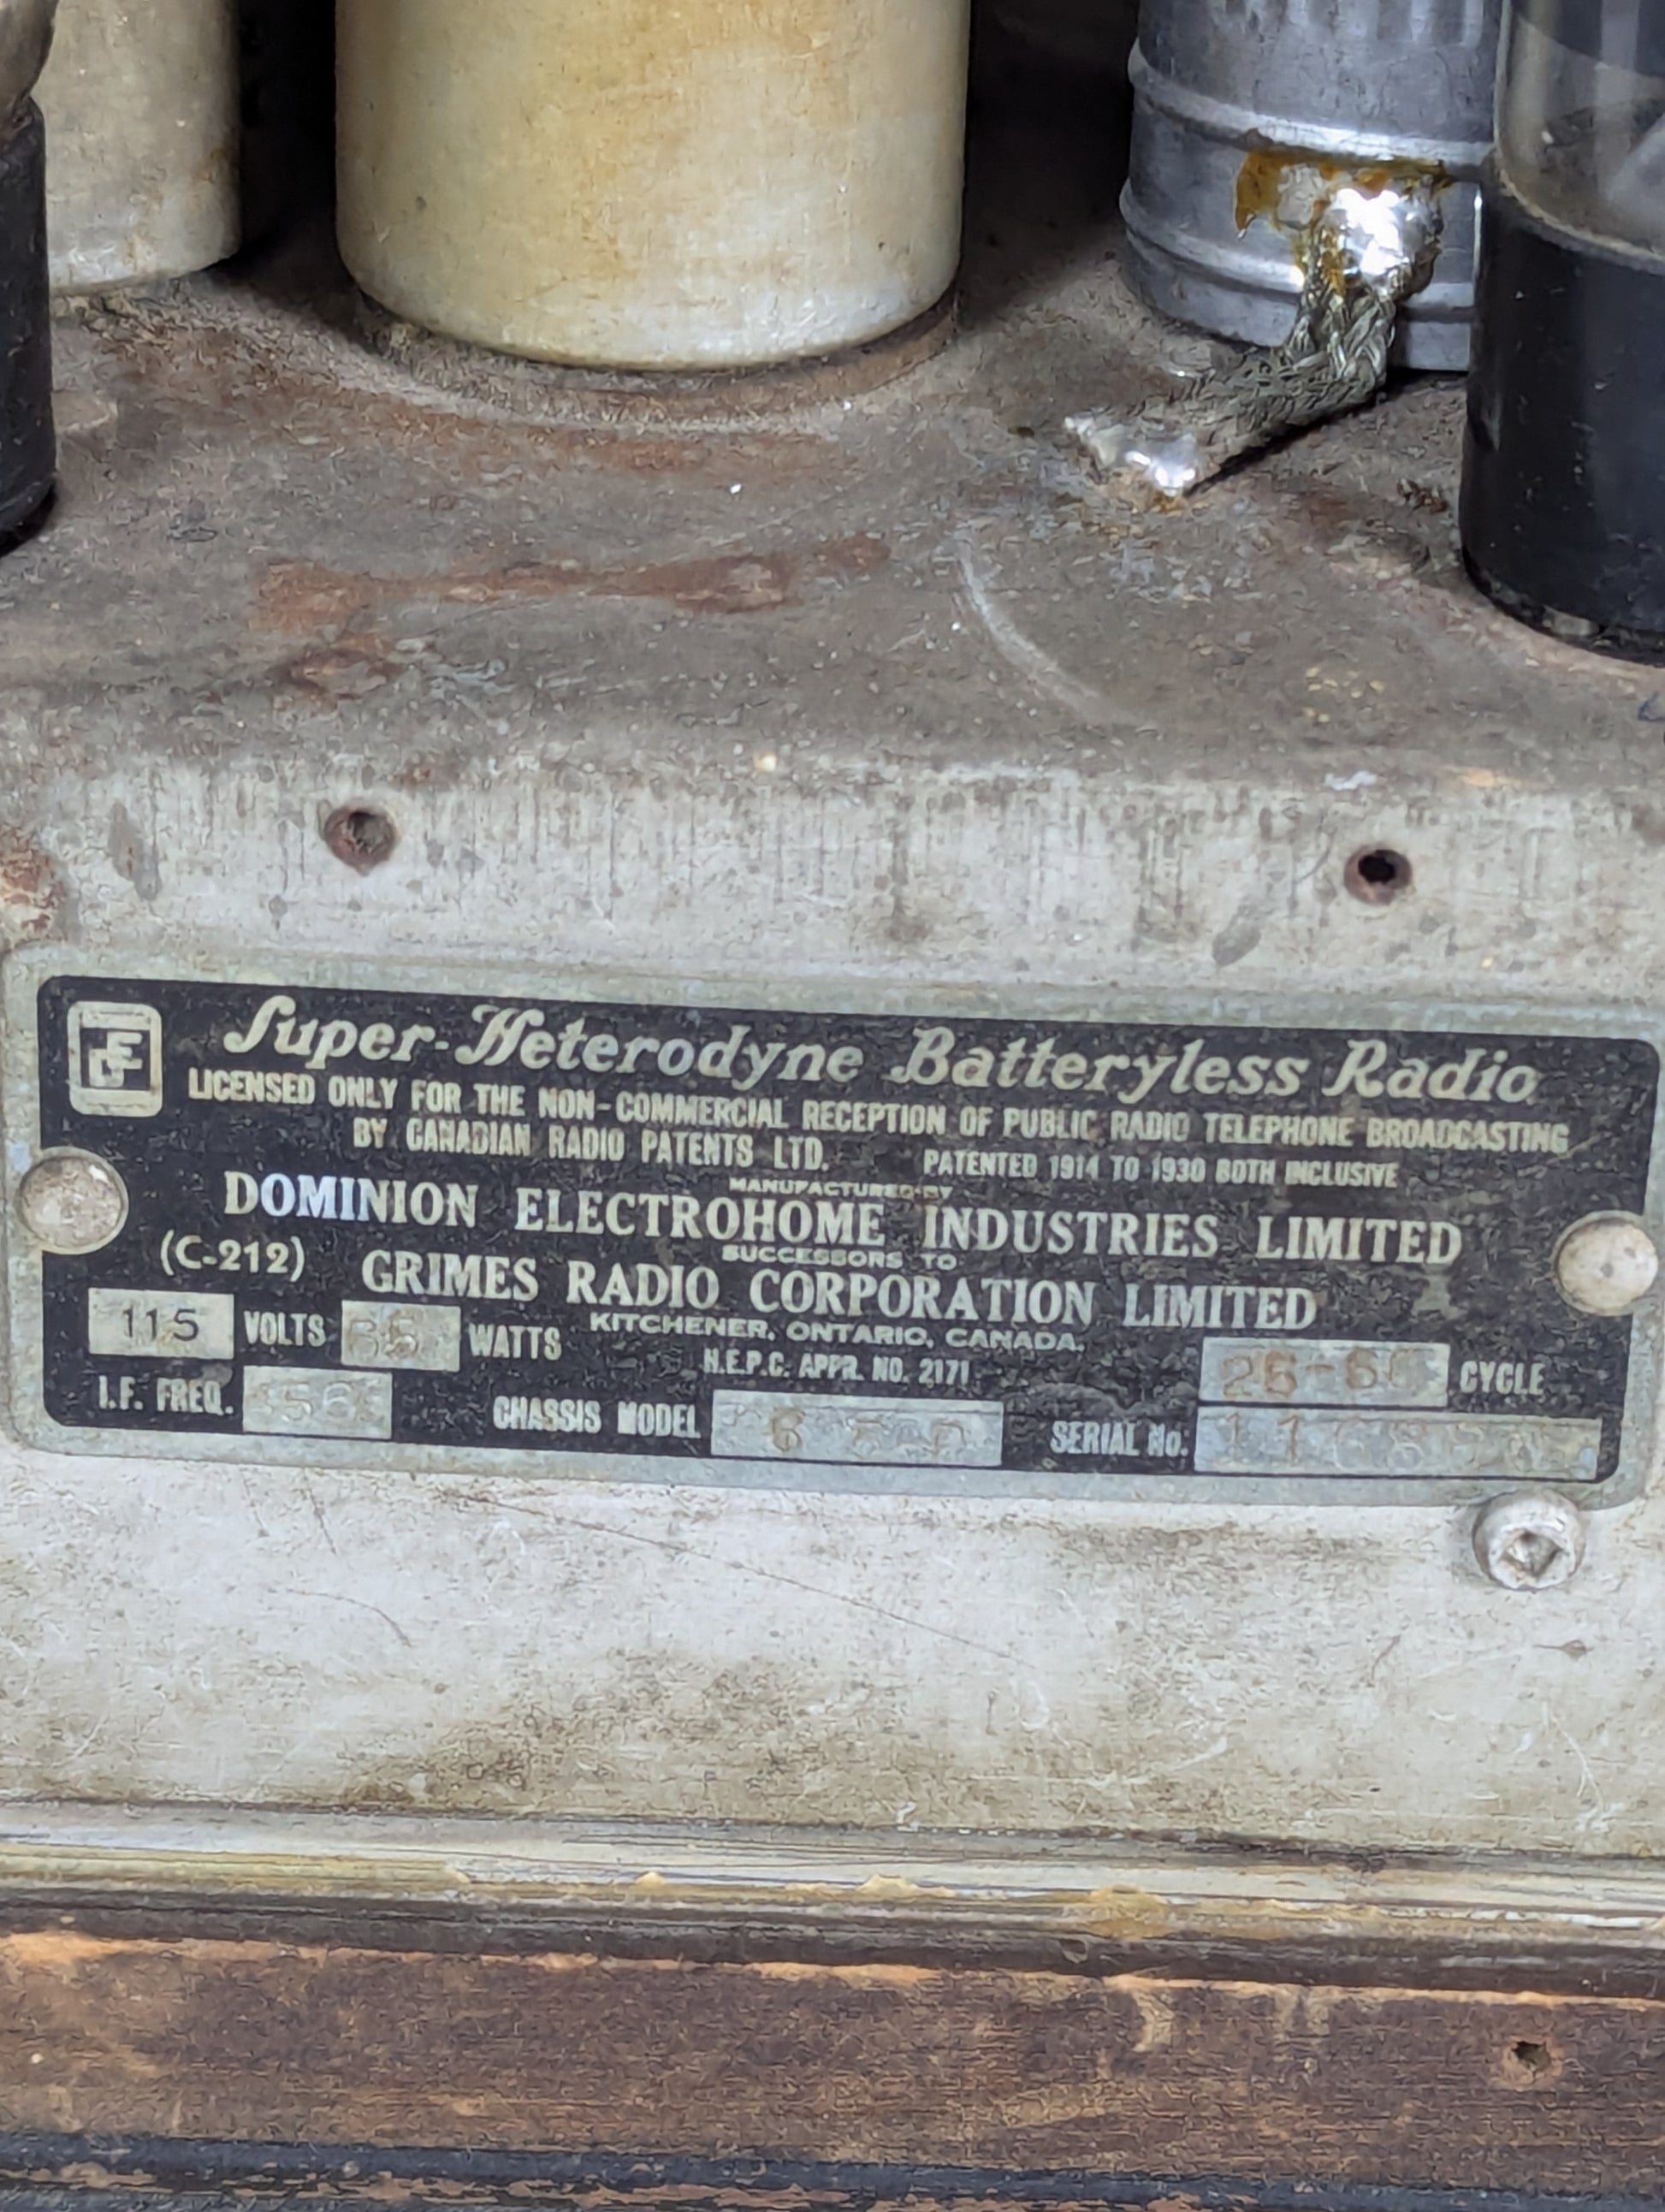 DE
Super-Heterodyne Batteryless Radio
LICENSED ONLY FOR THE NON-COMMERCIAL RECEPTION OF PUBLIC RADIO TELEPHONE BROADCASTING
BY CANADIAN RADIO PATENTS LTD. PATENTED 1914 TO 1930 BOTH INCLUSIVE
MANUFACTURED BY
DOMINION ELECTROHOME INDUSTRIES LIMITED
SUCCESSORS TO
(C-212) GRIMES RADIO CORPORATION LIMITED
KITCHENER, ONTARIO, CANADA.
115 VOLTS WATTS
H.E.P.C. APPR. NO. 2171
CYCLE
I.F. FREQ. CHASSIS MODEL SERIAL No: